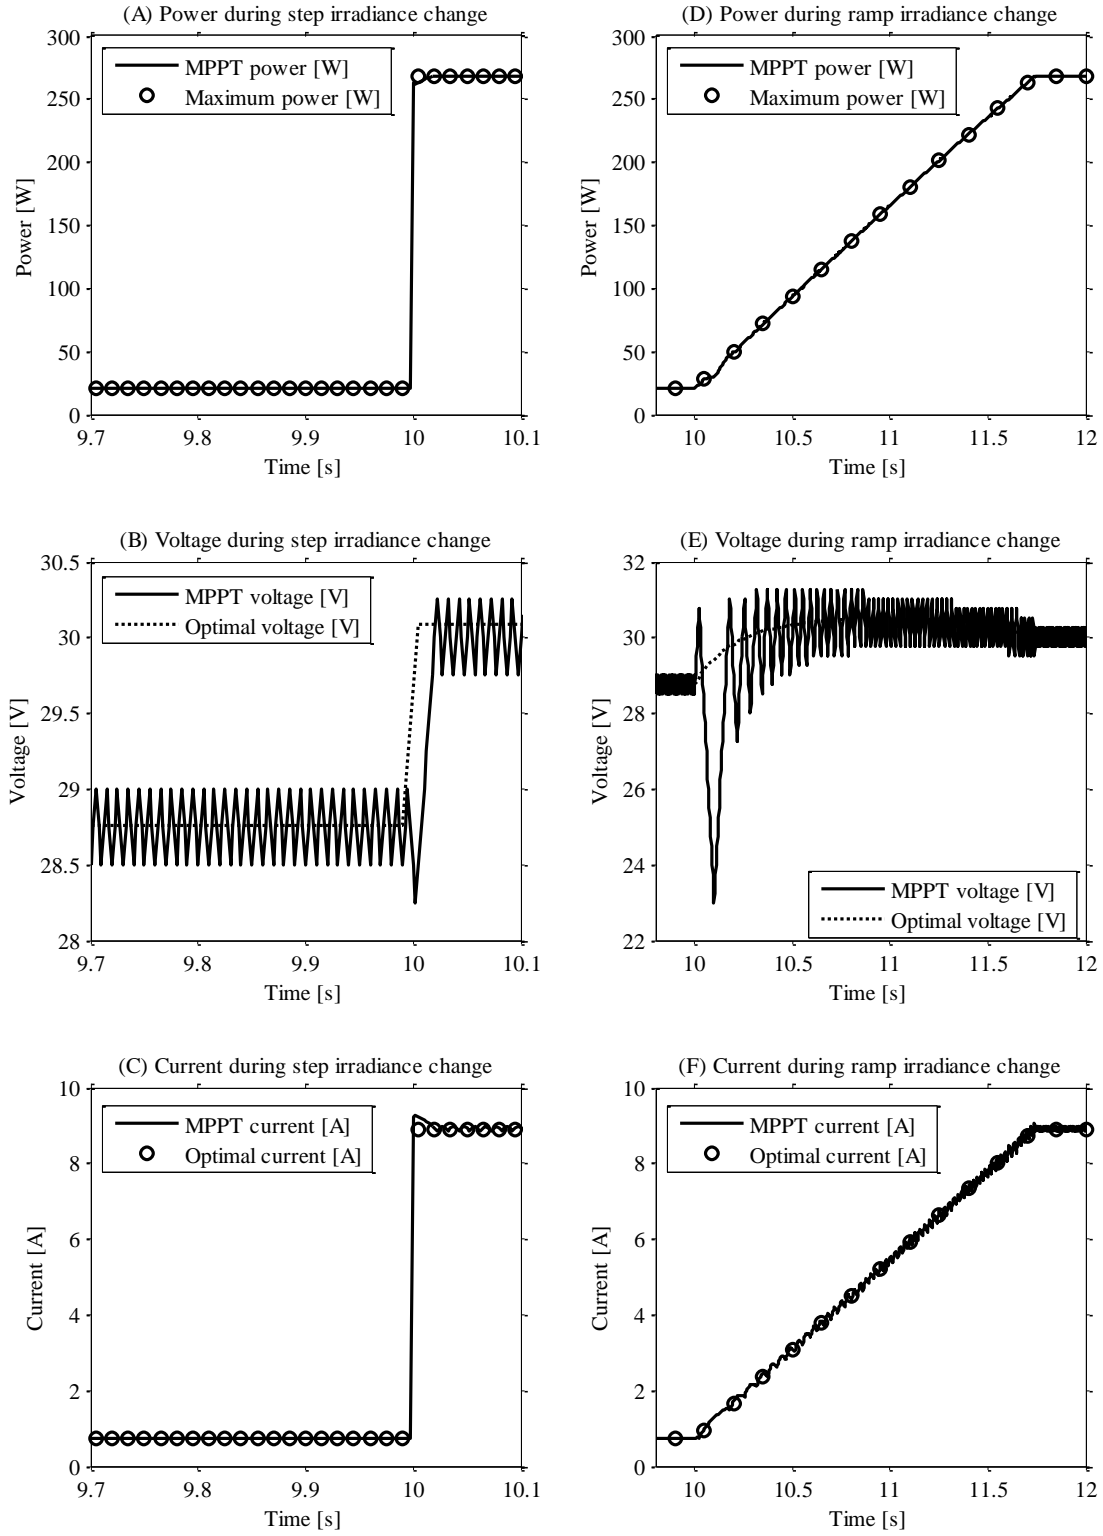 (A) Power during step irradiance change
300
250
200
150
100
50
0
Power [W]
MPPT power [W]
Maximum power [W]
9.7 9.8 9.9 10 10.1
Time [s]
(D) Power during ramp irradiance change
300
250
200
150
100
50
0
Power [W]
MPPT power [W]
Maximum power [W]
10 10.5 11 11.5 12
Time [s]
(B) Voltage during step irradiance change
30.5
30
29.5
29
28.5
28
Voltage [V]
MPPT voltage [V]
Optimal voltage [V]
9.7 9.8 9.9 10 10.1
Time [s]
(E) Voltage during ramp irradiance change
32
30
28
26
24
22
Voltage [V]
MPPT voltage [V]
Optimal voltage [V]
10 10.5 11 11.5 12
Time [s]
(C) Current during step irradiance change
10
8
6
4
2
0
Current [A]
MPPT current [A]
Optimal current [A]
9.7 9.8 9.9 10 10.1
Time [s]
(F) Current during ramp irradiance change
10
8
6
4
2
0
Current [A]
MPPT current [A]
Optimal current [A]
10 10.5 11 11.5 12
Time [s]